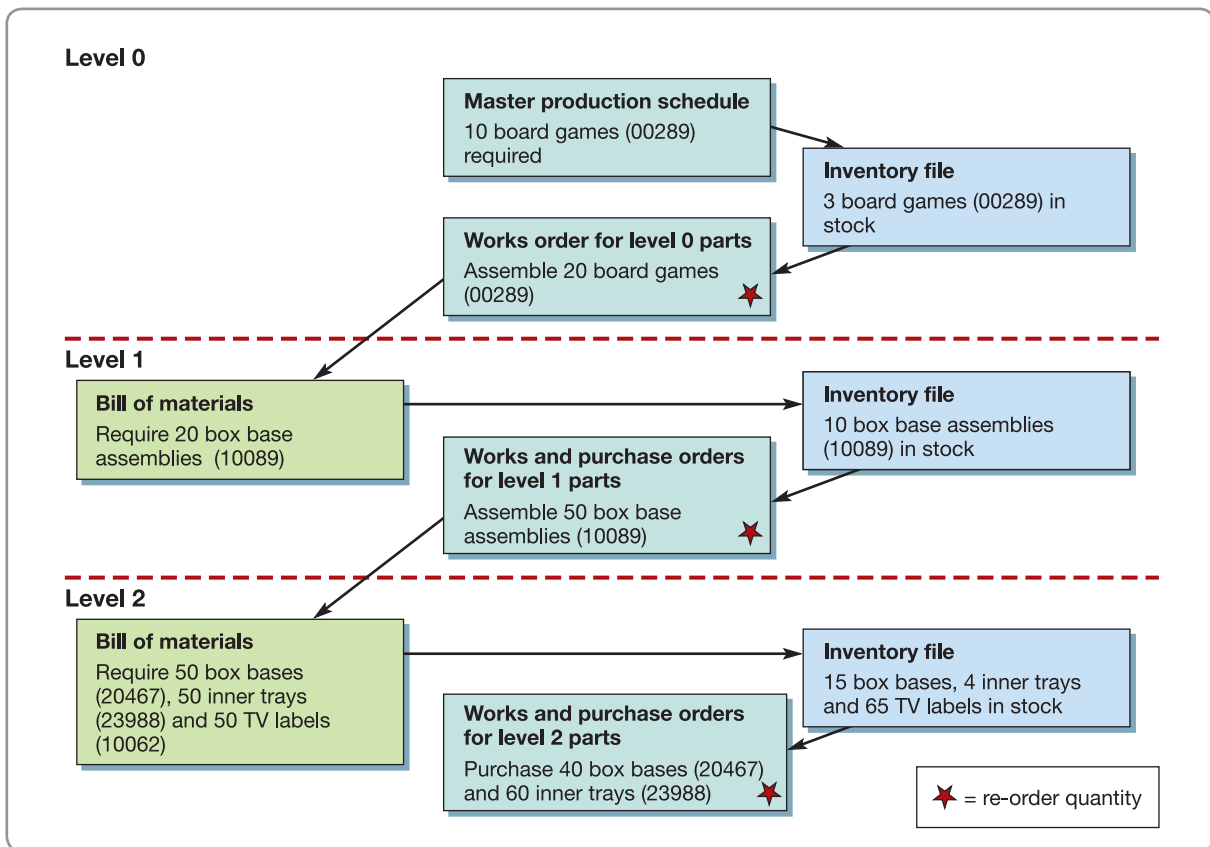 Level 0
Master production schedule
10 board games (00289)
required
Inventory file
3 board games (00289) in
stock
Works order for level 0 parts
Assemble 20 board games
(00289)
Level 1
Bill of materials
Require 20 box base
assemblies (10089)
Inventory file
10 box base assemblies
(10089) in stock
Works and purchase orders
for level 1 parts
Assemble 50 box base
assemblies (10089)
Level 2
Bill of materials
Require 50 box bases
(20467), 50 inner trays
(23988) and 50 TV labels
(10062)
Inventory file
15 box bases, 4 inner trays
and 65 TV labels in stock
Works and purchase orders
for level 2 parts
Purchase 40 box bases (20467)
and 60 inner trays (23988)
= re-order quantity